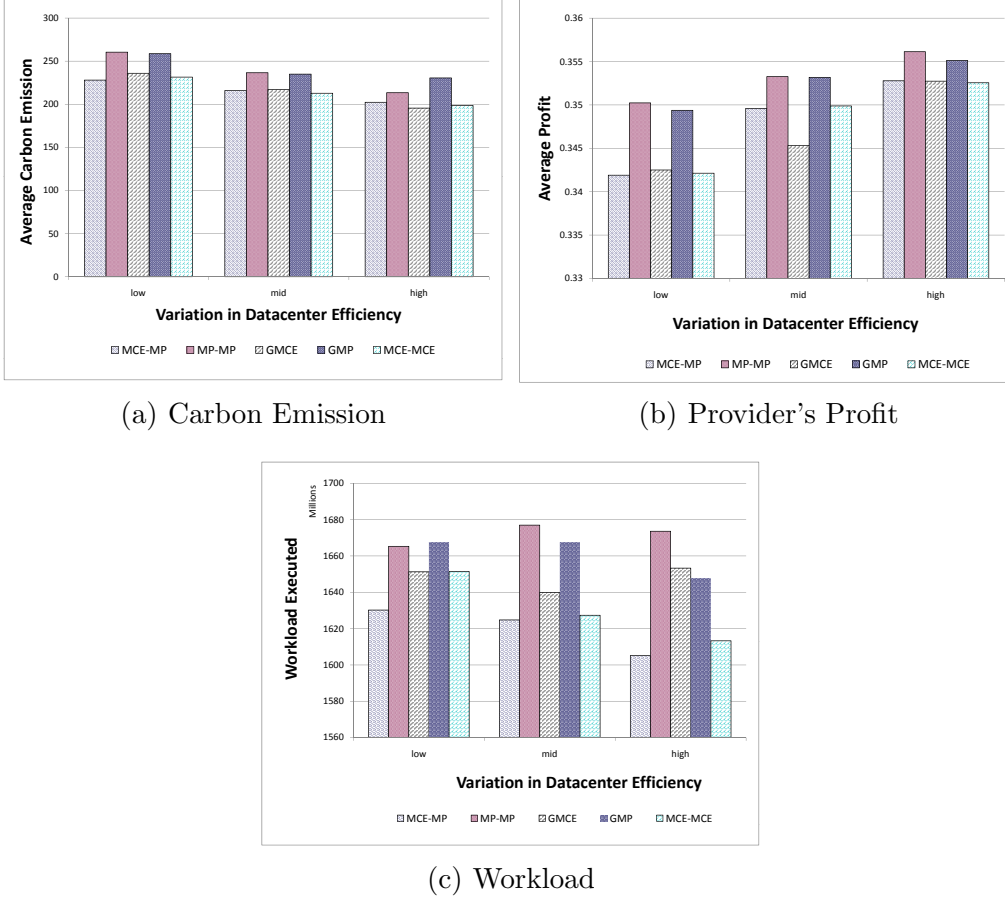 300
250
200
150
100
50
0
Average Carbon Emission
low mid high
Variation in Datacenter Efficiency
MCE-MP MP-MP GMCE GMP MCE-MCE
(a) Carbon Emission
0.36
0.355
0.35
0.345
0.34
0.335
0.33
Average Profit
low mid high
Variation in Datacenter Efficiency
MCE-MP MP-MP GMCE GMP MCE-MCE
(b) Provider's Profit
1700
1680
1660
1640
1620
1600
1580
1560
Millions
Workload Executed
low mid high
Variation in Datacenter Efficiency
MCE-MP MP-MP GMCE GMP MCE-MCE
(c) Workload